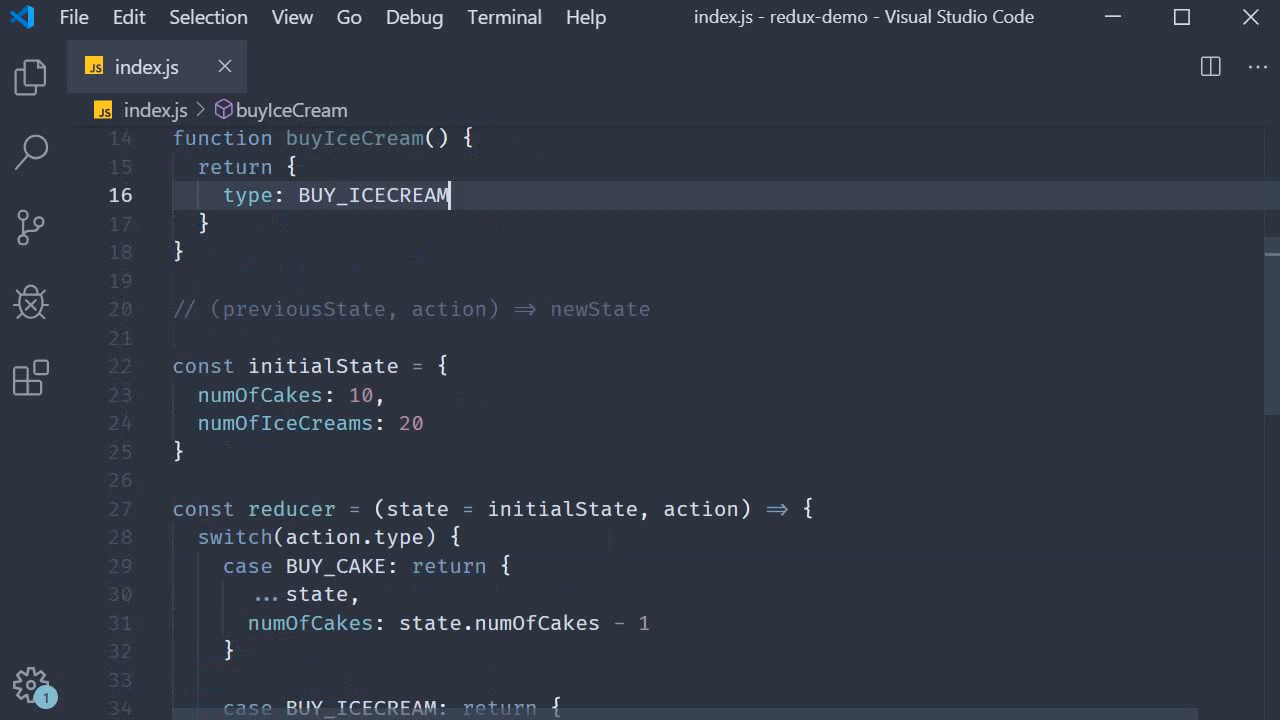 File Edit Selection View Go Debug Terminal Help index.js - redux-demo - Visual Studio Code
JS index.js
JS index.js > buyIceCream
14 function buyIceCream() {
15 return {
16 type: BUY_ICECREAM
17 }
18 }
19
20 // (previousState, action) => newState
21
22 const initialState = {
23 numOfCakes: 10,
24 numOfIceCreams: 20
25 }
26
27 const reducer = (state = initialState, action) => {
28 switch(action.type) {
29 case BUY_CAKE: return {
30 ...state,
31 numOfCakes: state.numOfCakes - 1
32 }
33
34 case BUY_ICECREAM: return {
1